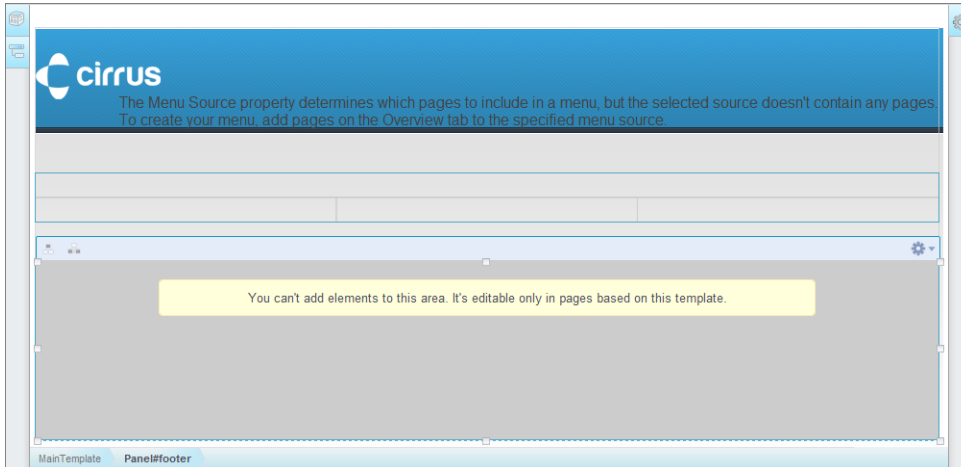 cirrus
The Menu Source property determines which pages to include in a menu, but the selected source doesn't contain any pages.
To create your menu, add pages on the Overview tab to the specified menu source.
You can't add elements to this area. It's editable only in pages based on this template.
MainTemplate Panel#footer